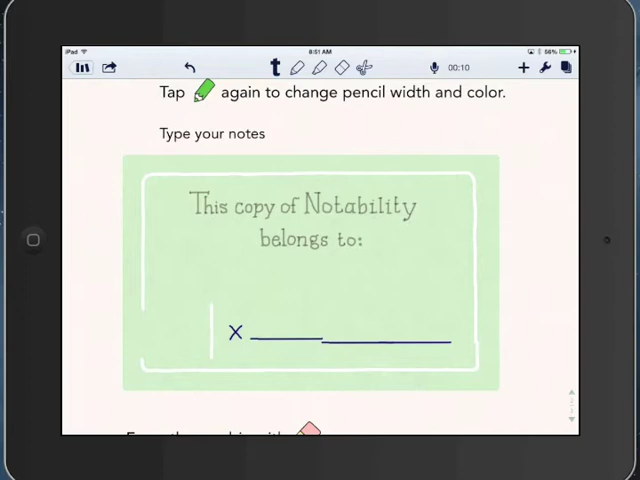 iPad 8:51 AM 56%
t 00:10
Tap again to change pencil width and color.
Type your notes
This copy of Notability
belongs to:
X